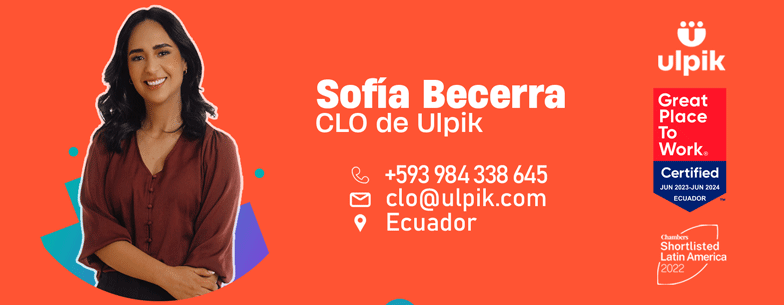 Sofía Becerra
CLO de Ulpik
+593 984 338 645
clo@ulpik.com
Ecuador
ulpik
Great
Place
To
Work®
Certified
JUN 2023-JUN 2024
ECUADOR
™
Chambers
Shortlisted
Latin America
2022